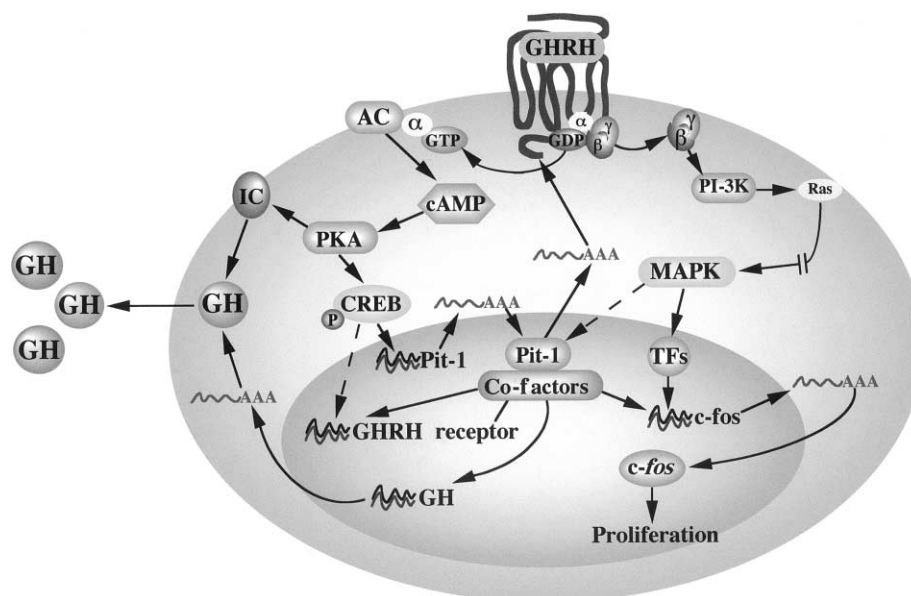 GHRH
AC
α
GTP
α
GDP
β
γ
β
γ
PI-3K
Ras
IC
cAMP
PKA
AAA
MAPK
GH
GH
GH
GH
CREB
P
AAA
Pit-1
Pit-1
TFs
Co-factors
AAA
AAA
c-fos
GHRH receptor
c-fos
GH
Proliferation